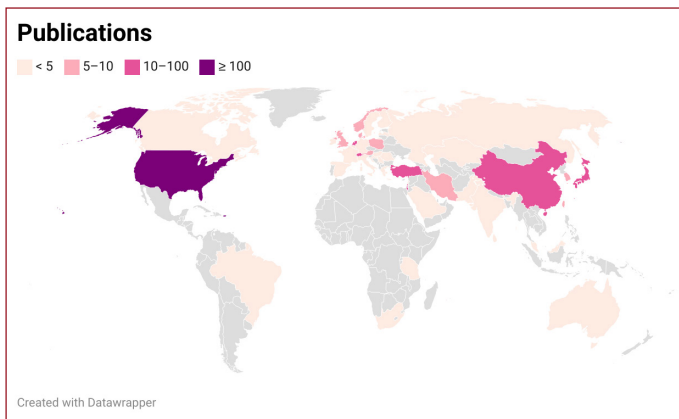 Publications
< 5 5–10 10–100 ≥ 100
Created with Datawrapper